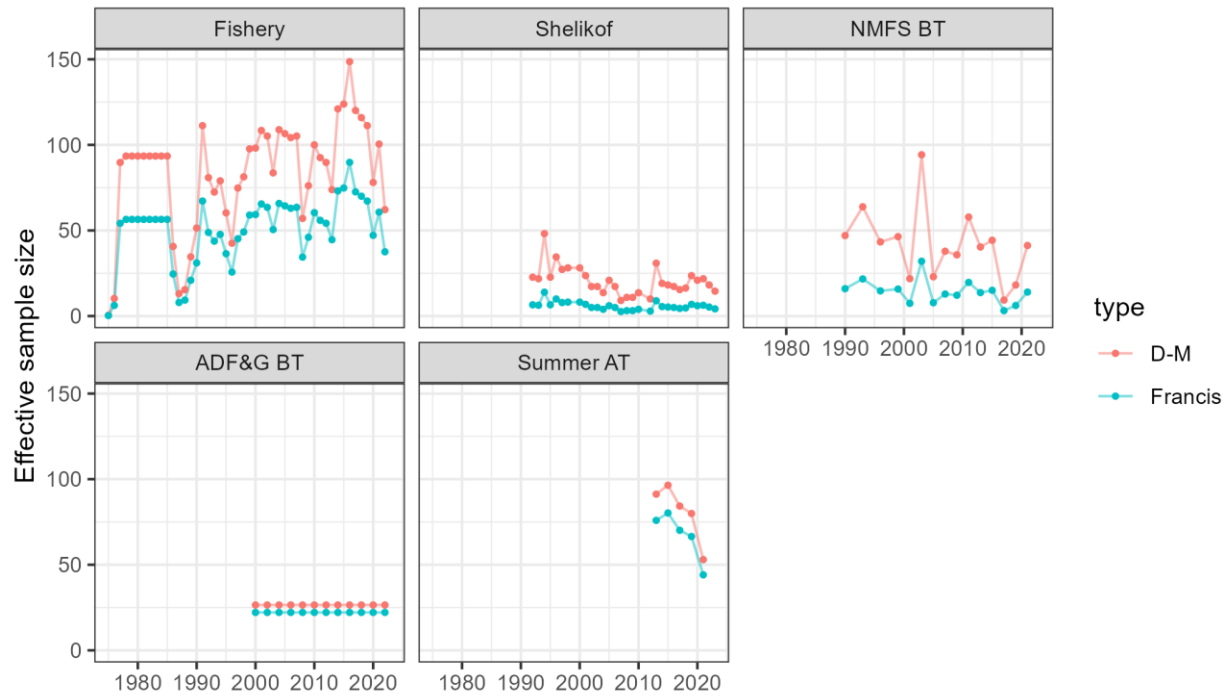 Fishery
Shelikof
NMFS BT
150
100
50
0
1980 1990 2000 2010 2020
ADF&G BT
Summer AT
150
100
50
0
1980 1990 2000 2010 2020
1980 1990 2000 2010 2020
Effective sample size
type
D-M
Francis